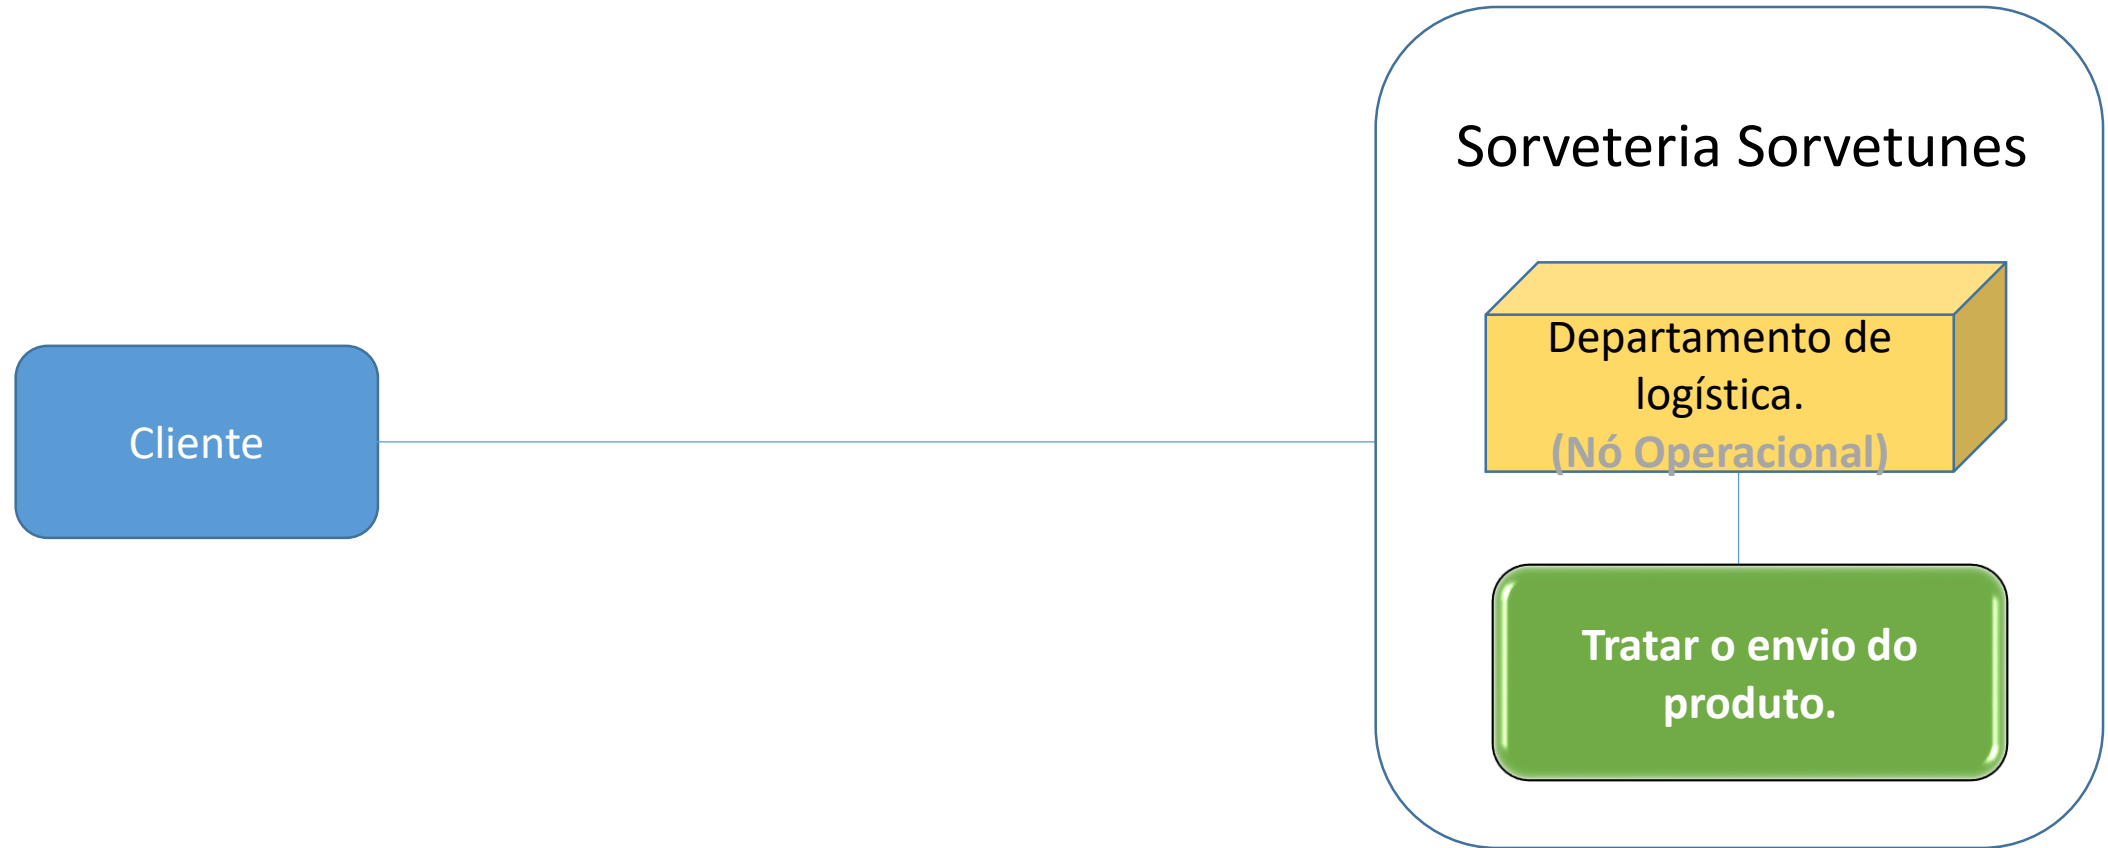 Sorveteria Sorvetunes
Departamento de
logística.
(Nó Operacional)
Cliente
Tratar o envio do
produto.